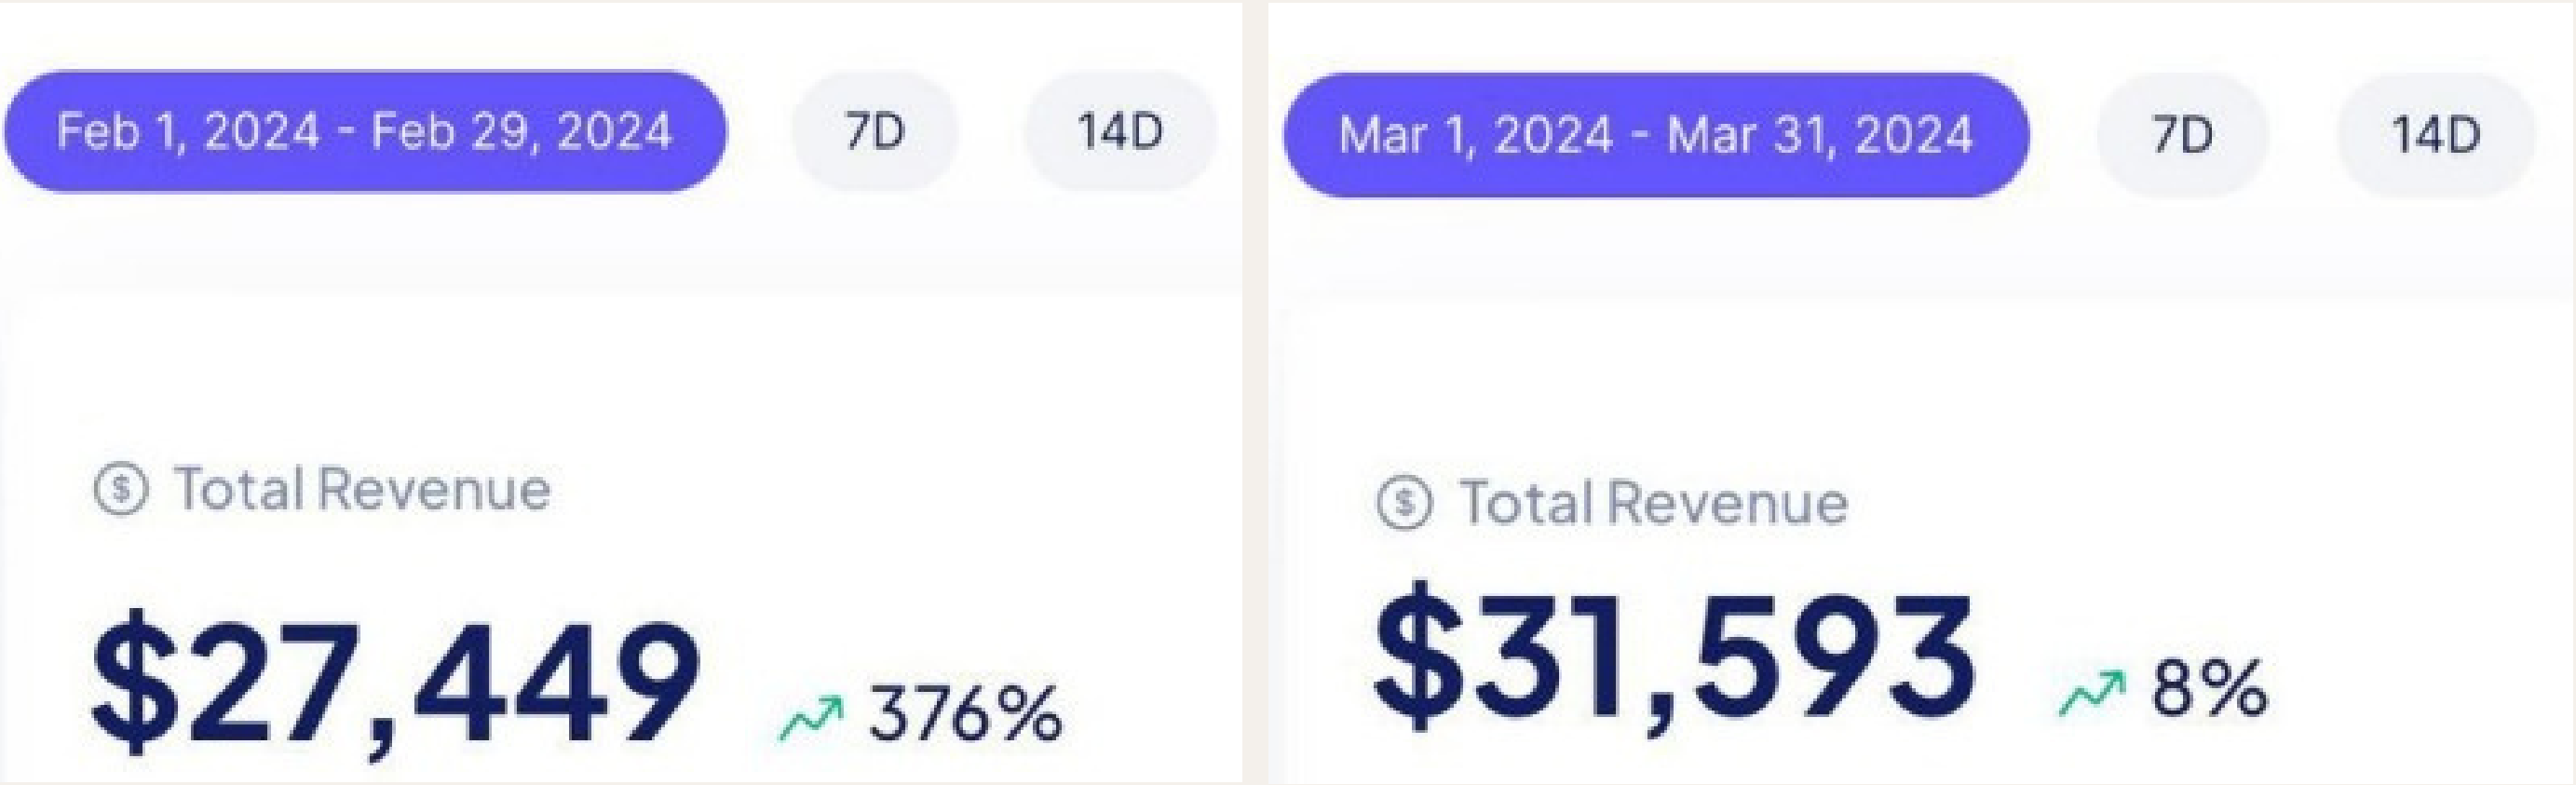 Feb 1, 2024 - Feb 29, 2024
7D
14D
Total Revenue
$27,449
376%
Mar 1, 2024 - Mar 31, 2024
7D
14D
Total Revenue
$31,593
8%